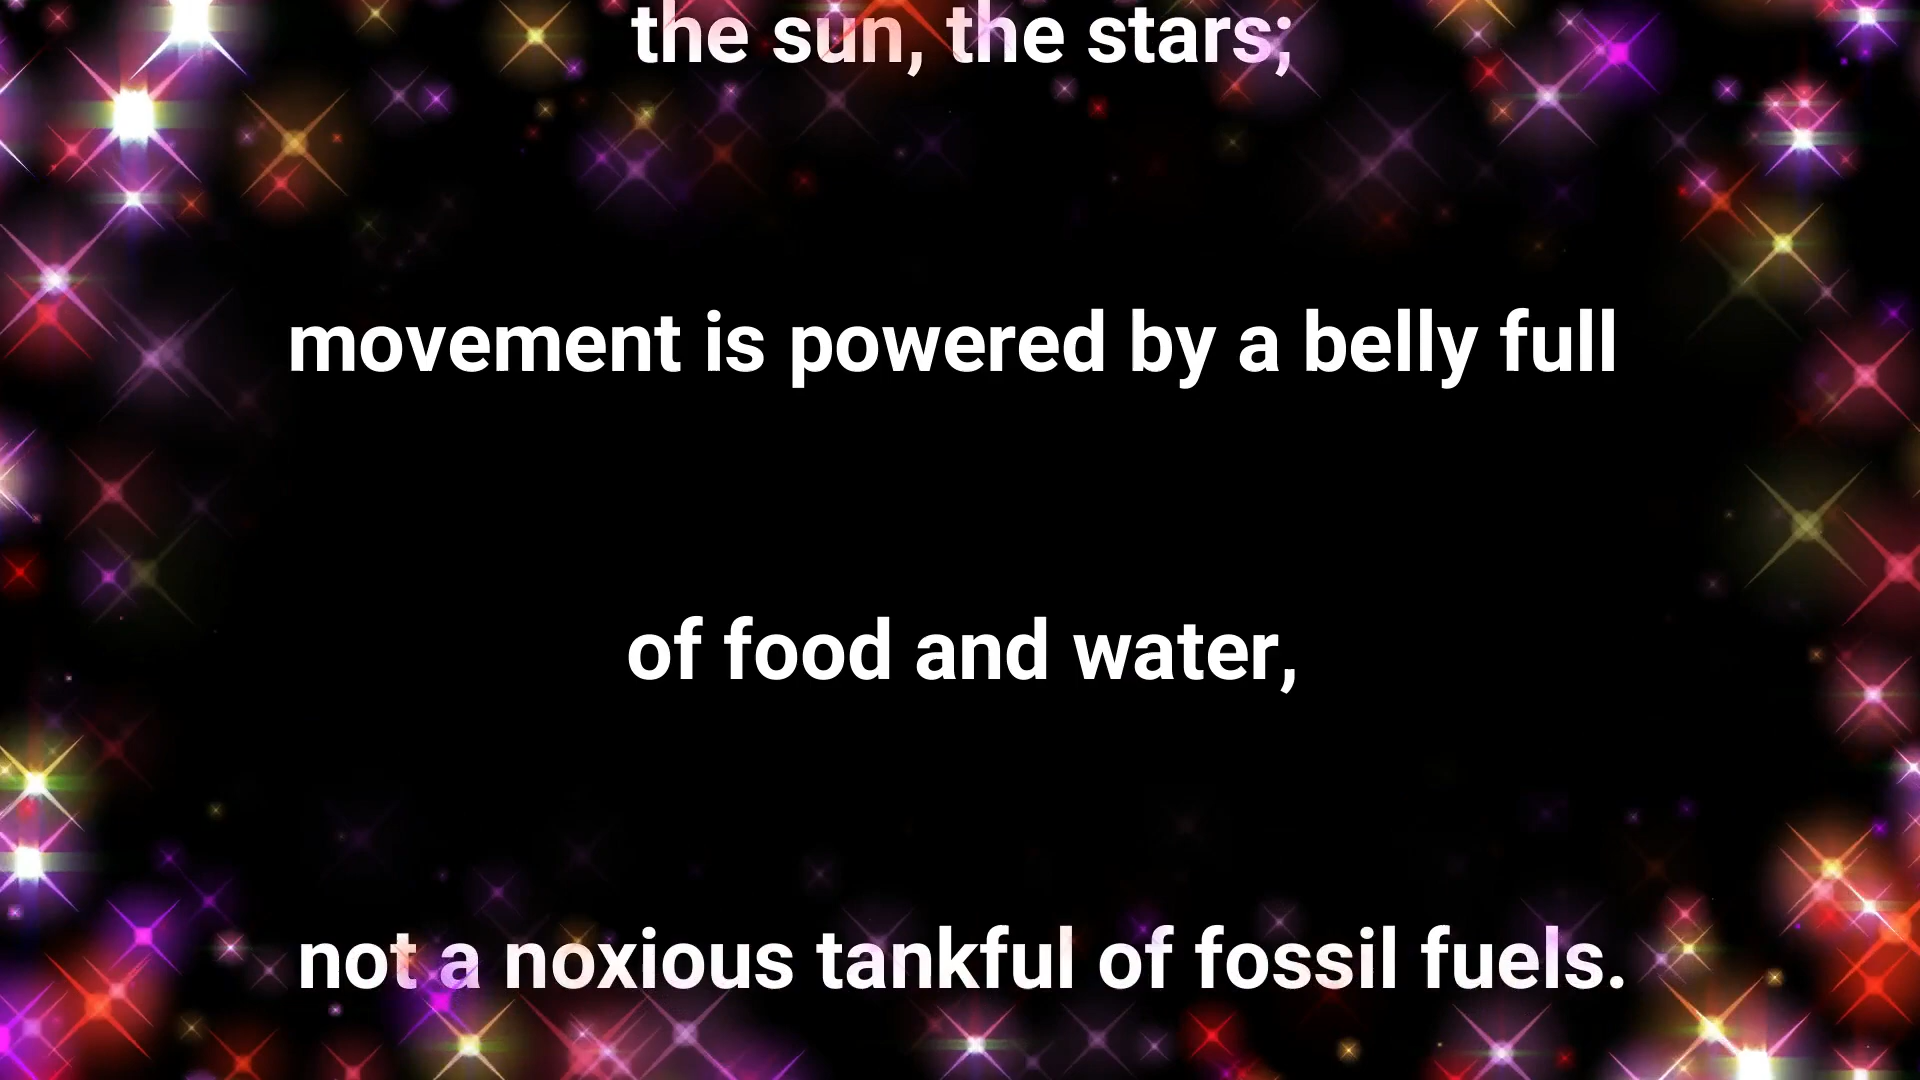 the sun, the stars;
movement is powered by a belly full
of food and water,
not a noxious tankful of fossil fuels.